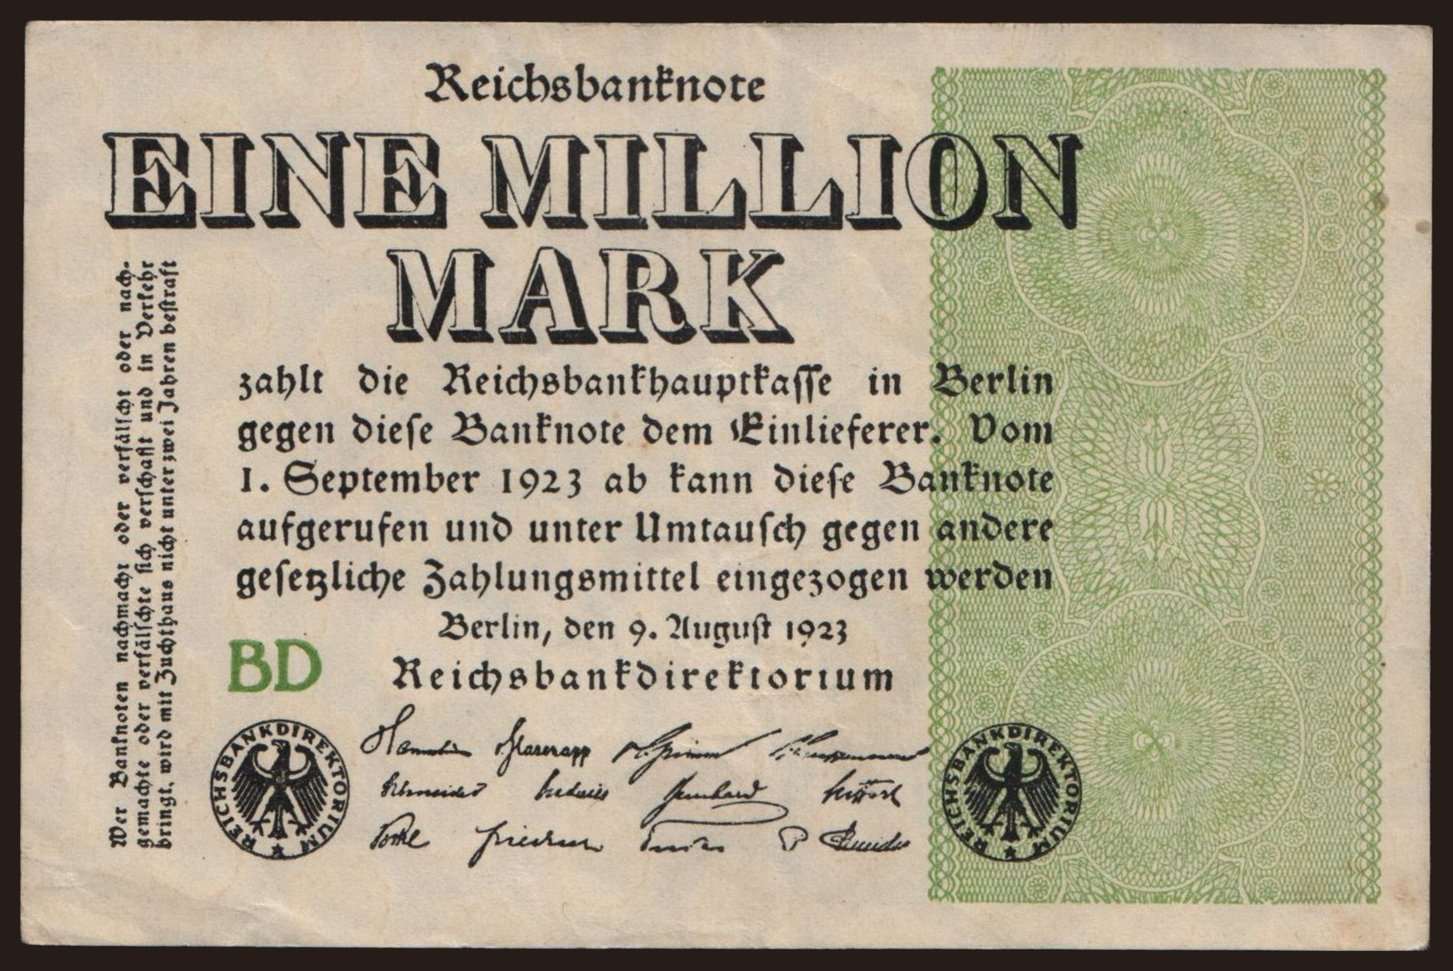 Reichsbanknote
EINE MILLION
MARK
zahlt die Reichsbankhauptkasse in Berlin
gegen diese Banknote dem Einlieferer. Vom
1. September 1923 ab kann diese Banknote
aufgerufen und unter Umtausch gegen andere
gesetzliche Zahlungsmittel eingezogen werden
Berlin, den 9. August 1923
Reichsbankdirektorium
BD
Wer Banknoten nachmacht oder verfälscht oder nach-
gemachte oder verfälschte sich verschafft und in Verkehr
bringt, wird mit Zuchthaus nicht unter zwei Jahren bestraft
REICHSBANKDIREKTORIUM
REICHSBANKDIREKTORIUM